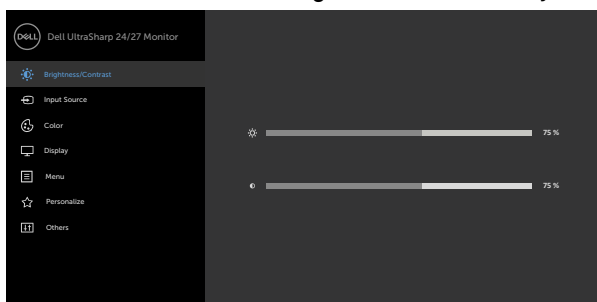 DELL
Dell UltraSharp 24/27 Monitor
Brightness/Contrast
Input Source
Color
Display
Menu
Personalize
Others
75 %
75 %